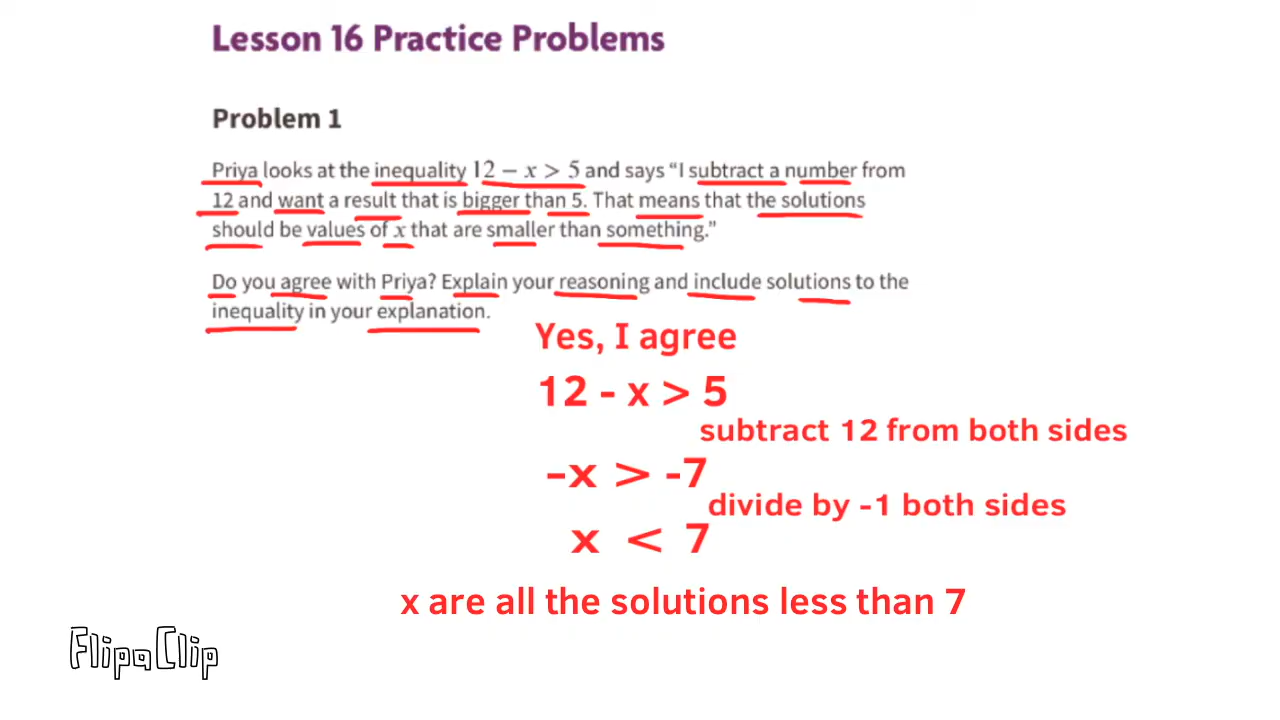 Lesson 16 Practice Problems
Problem 1
Priya looks at the inequality 12 − x > 5 and says “I subtract a number from
12 and want a result that is bigger than 5. That means that the solutions
should be values of x that are smaller than something.”
Do you agree with Priya? Explain your reasoning and include solutions to the
inequality in your explanation.
Yes, I agree
12 - x > 5
subtract 12 from both sides
-x > -7
divide by -1 both sides
x < 7
x are all the solutions less than 7
FlipaClip